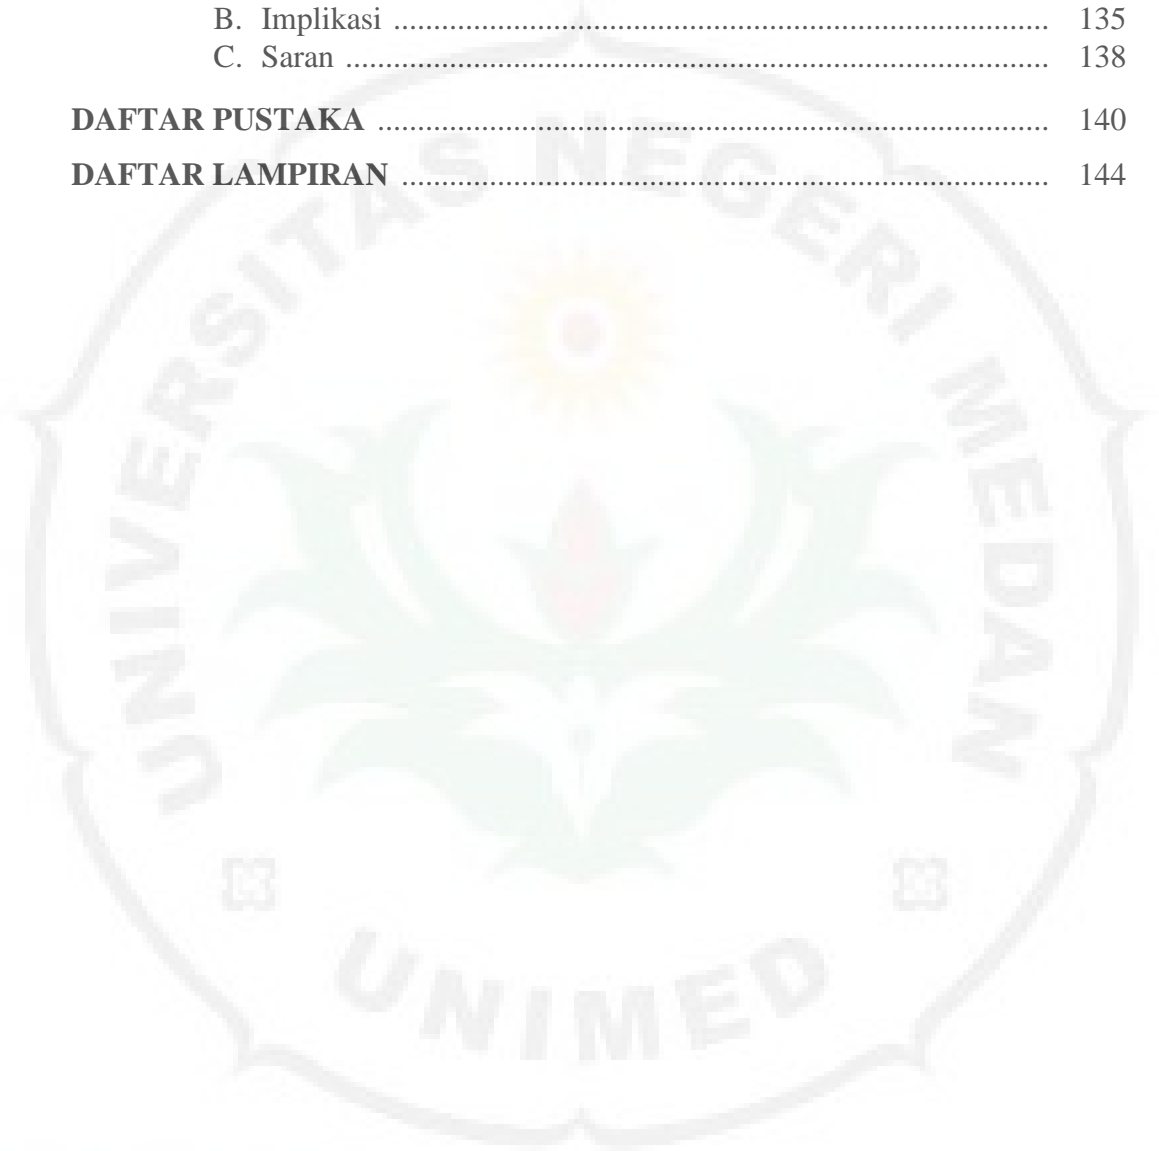 B. Implikasi ........................................................................................ 135
C. Saran ............................................................................................. 138
DAFTAR PUSTAKA ......................................................................................... 140
DAFTAR LAMPIRAN ...................................................................................... 144
UNIVERSITAS NEGERI MEDAN
UNIMED